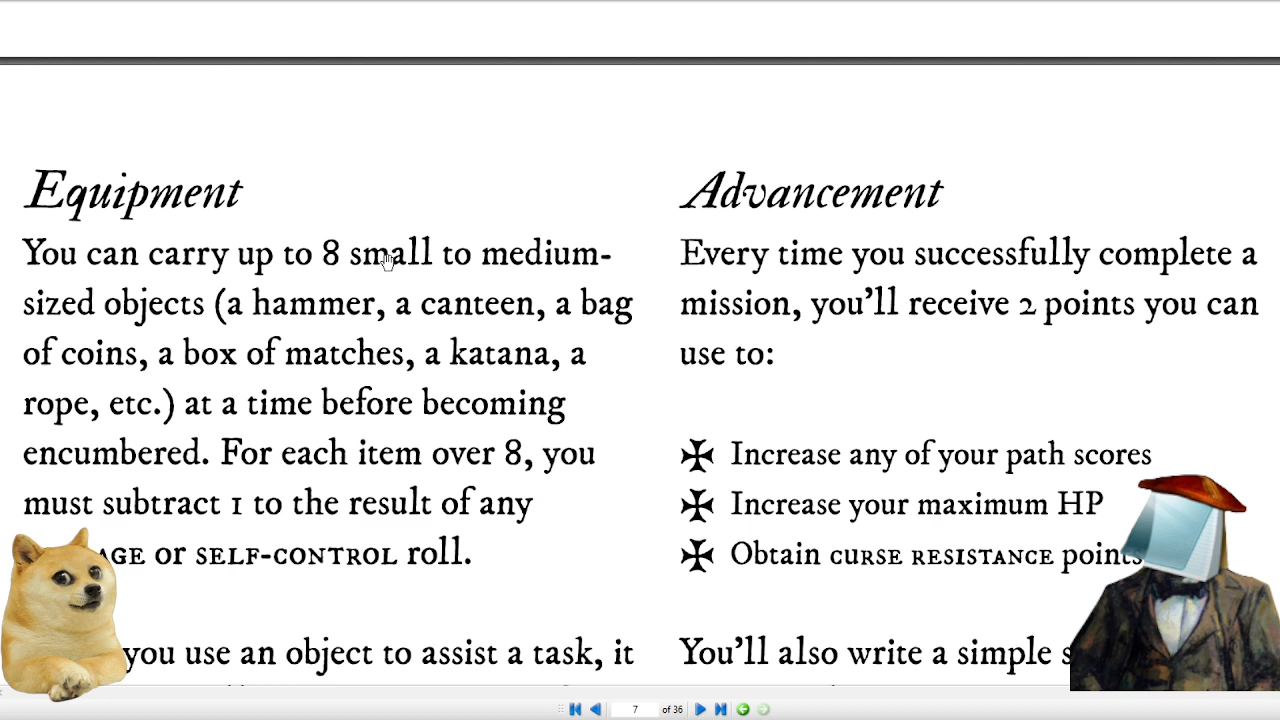 Equipment
You can carry up to 8 small to medium-
sized objects (a hammer, a canteen, a bag
of coins, a box of matches, a katana, a
rope, etc.) at a time before becoming
encumbered. For each item over 8, you
must subtract 1 to the result of any
or SELF-CONTROL roll.
you use an object to assist a task, it
Advancement
Every time you successfully complete a
mission, you'll receive 2 points you can
use to:
✠ Increase any of your path scores
✠ Increase your maximum HP
✠ Obtain CURSE RESISTANCE points
You'll also write a simple
7 of 36